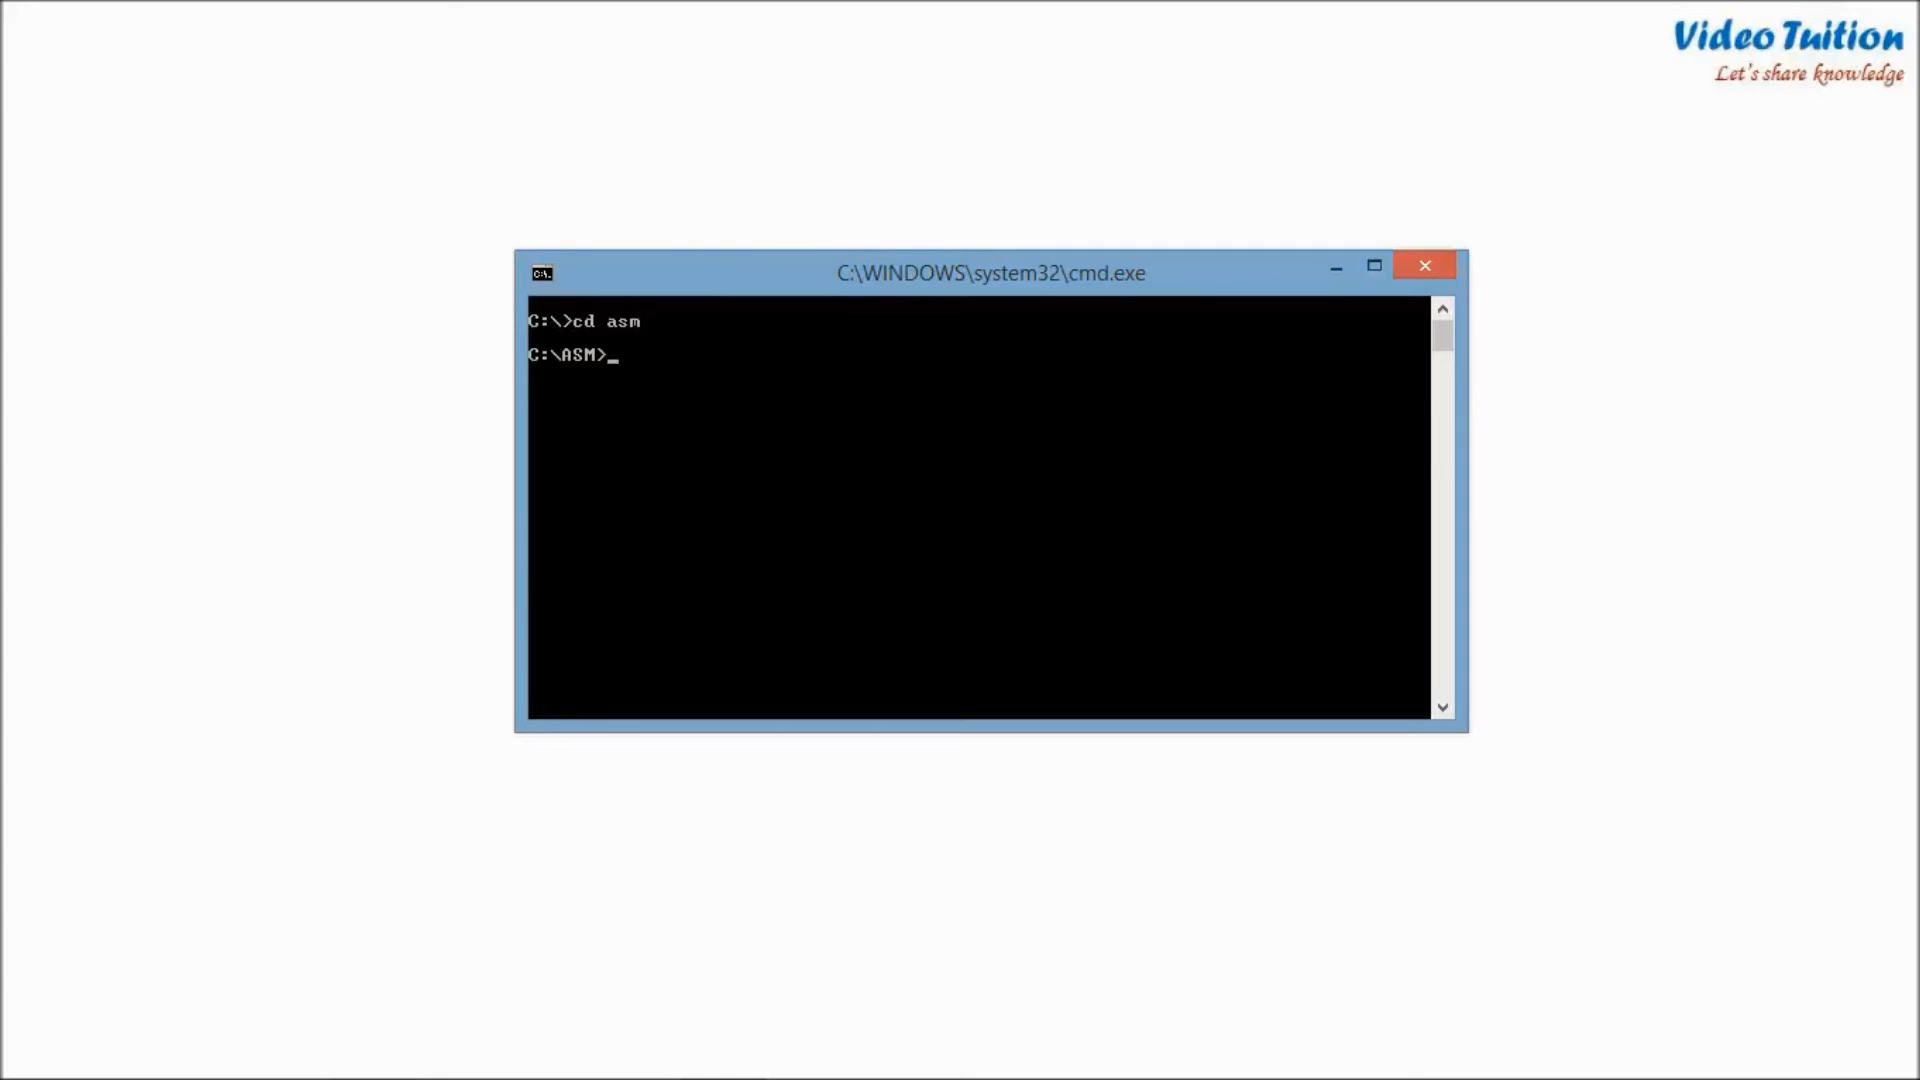 Video Tuition
Let's share knowledge
C:\WINDOWS\system32\cmd.exe
C:\>cd asm
C:\ASM>_